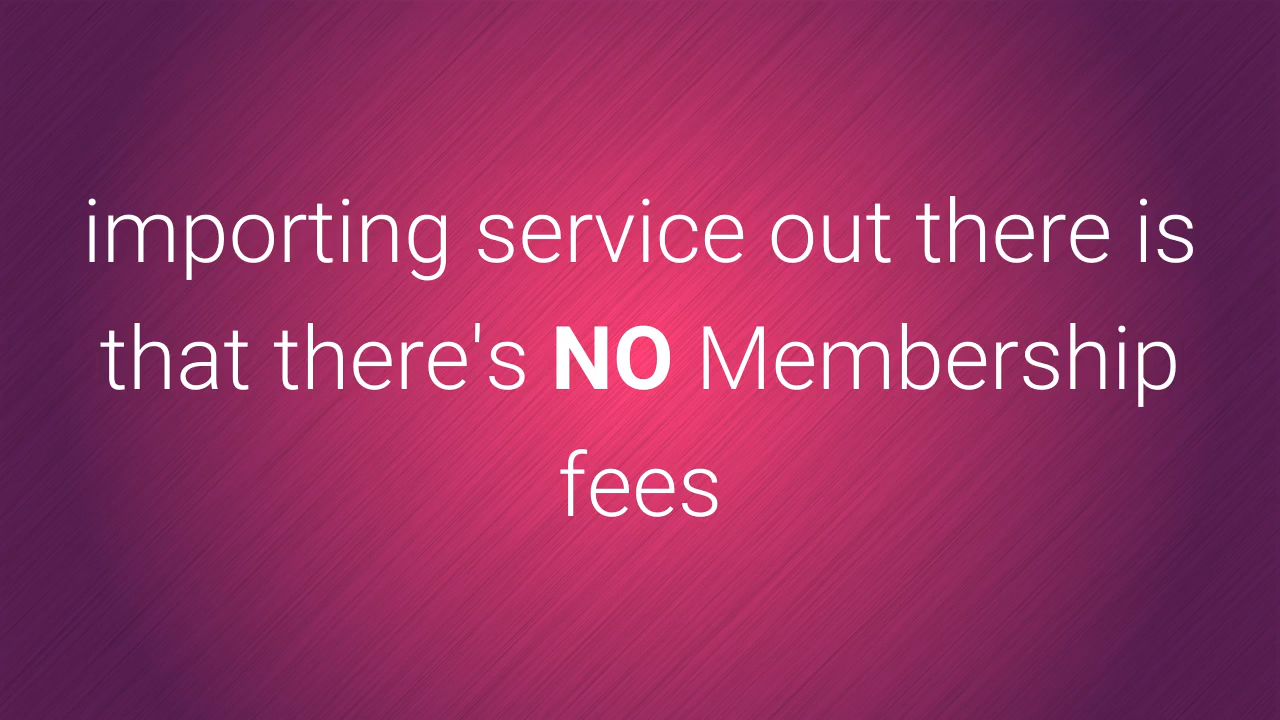 importing service out there is
that there's NO Membership
fees